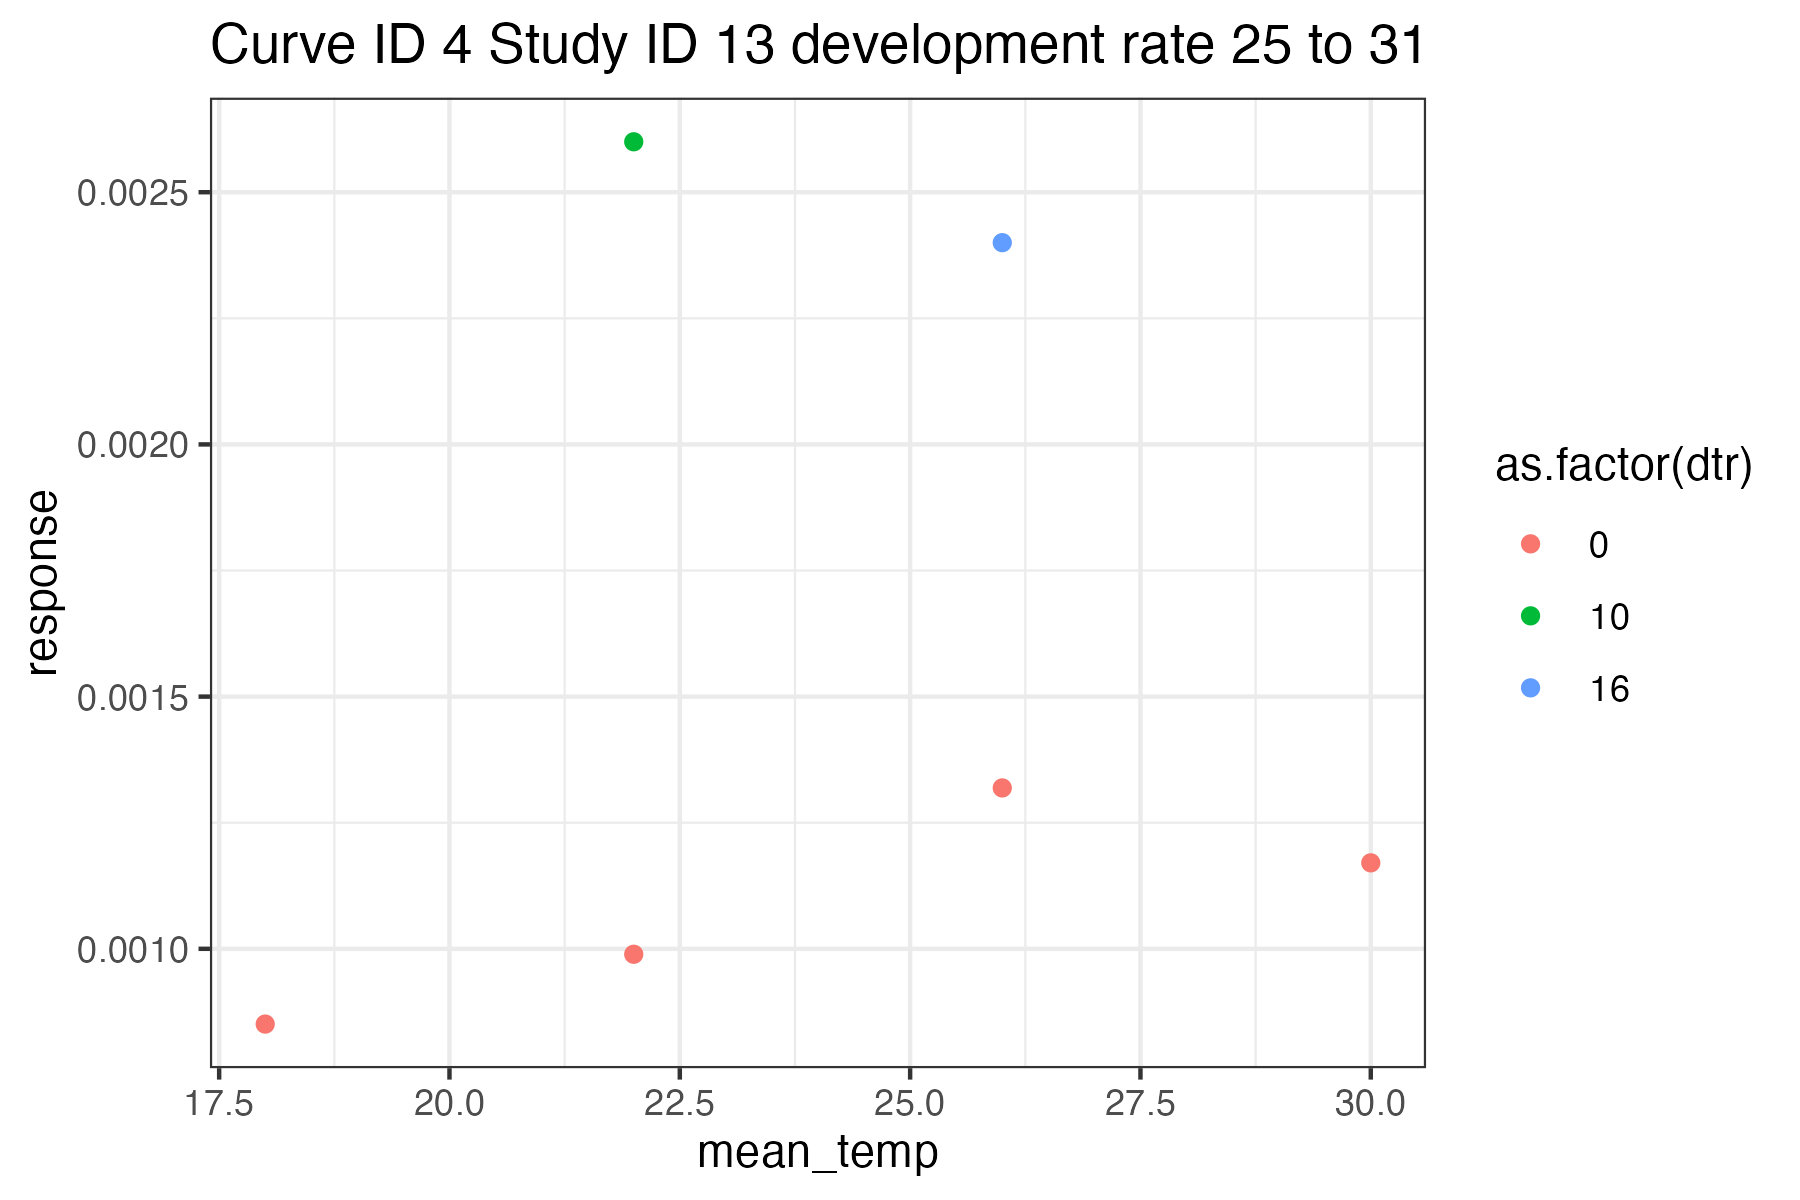 Curve ID 4 Study ID 13 development rate 25 to 31
0.0025
0.0020
0.0015
0.0010
response
17.5 20.0 22.5 25.0 27.5 30.0
mean_temp
as.factor(dtr)
0
10
16